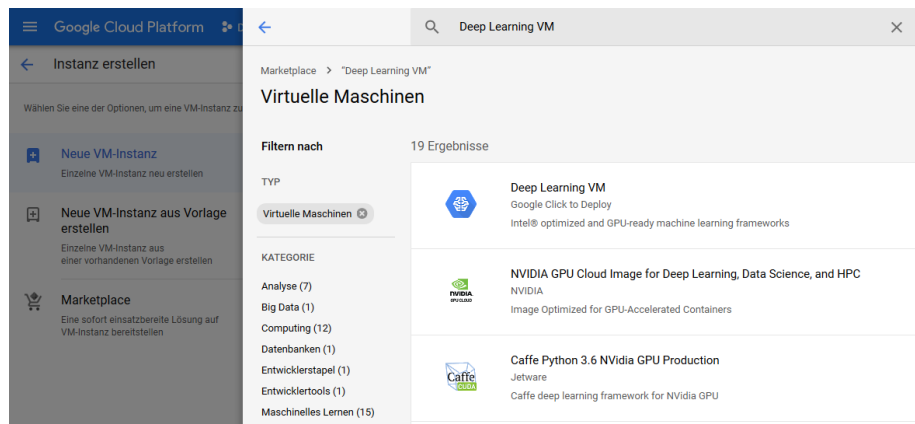 Google Cloud Platform
Deep Learning VM
Instanz erstellen
Wählen Sie eine der Optionen, um eine VM-Instanz zu
Neue VM-Instanz
Einzelne VM-Instanz neu erstellen
Neue VM-Instanz aus Vorlage
erstellen
Einzelne VM-Instanz aus
einer vorhandenen Vorlage erstellen
Marketplace
Eine sofort einsatzbereite Lösung auf
VM-Instanz bereitstellen
Marketplace > "Deep Learning VM"
Virtuelle Maschinen
Filtern nach
TYP
Virtuelle Maschinen
KATEGORIE
Analyse (7)
Big Data (1)
Computing (12)
Datenbanken (1)
Entwicklerstapel (1)
Entwicklertools (1)
Maschinelles Lernen (15)
19 Ergebnisse
Deep Learning VM
Google Click to Deploy
Intel® optimized and GPU-ready machine learning frameworks
NVIDIA.
GPU CLOUD
NVIDIA GPU Cloud Image for Deep Learning, Data Science, and HPC
NVIDIA
Image Optimized for GPU-Accelerated Containers
Caffe
CUDA
Caffe Python 3.6 NVidia GPU Production
Jetware
Caffe deep learning framework for NVidia GPU